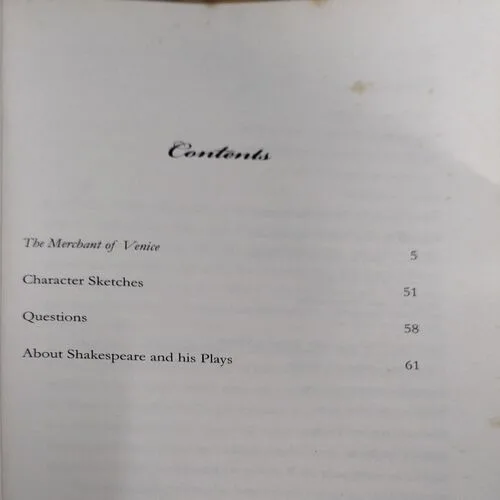 Contents
The Merchant of Venice 5
Character Sketches 51
Questions 58
About Shakespeare and his Plays 61